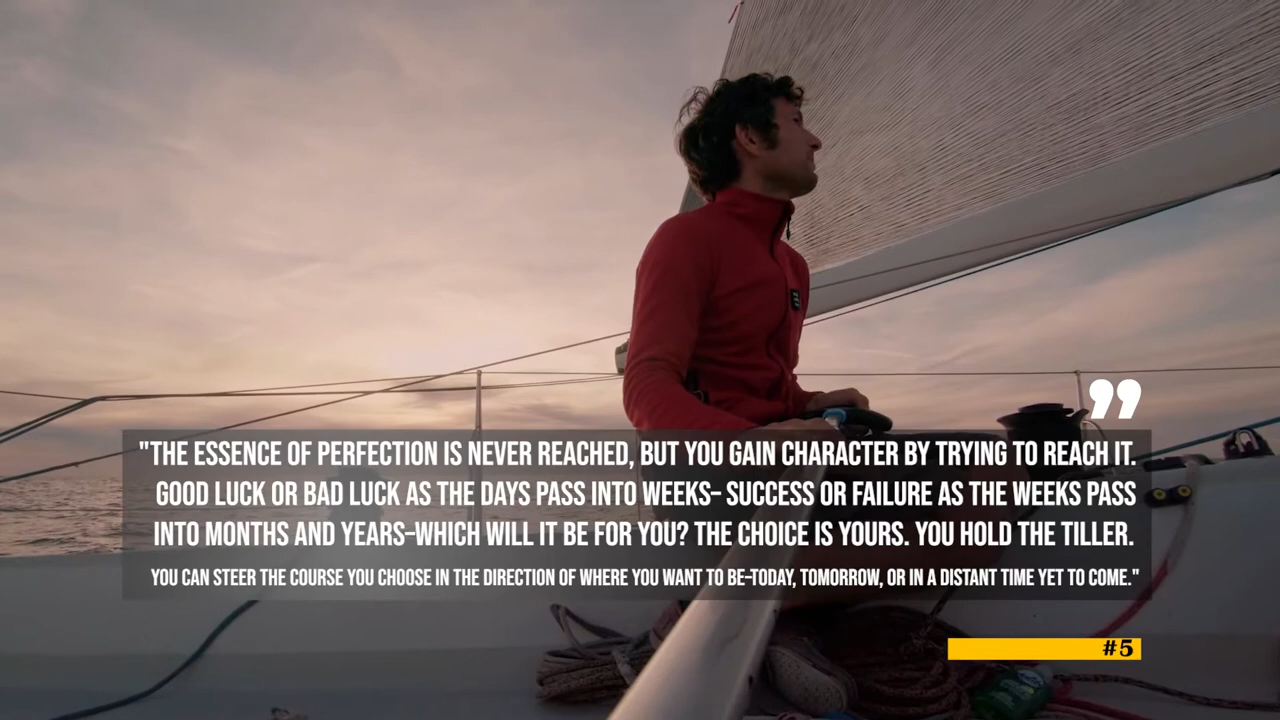 "THE ESSENCE OF PERFECTION IS NEVER REACHED, BUT YOU GAIN CHARACTER BY TRYING TO REACH IT.
GOOD LUCK OR BAD LUCK AS THE DAYS PASS INTO WEEKS– SUCCESS OR FAILURE AS THE WEEKS PASS
INTO MONTHS AND YEARS–WHICH WILL IT BE FOR YOU? THE CHOICE IS YOURS. YOU HOLD THE TILLER.
YOU CAN STEER THE COURSE YOU CHOOSE IN THE DIRECTION OF WHERE YOU WANT TO BE–TODAY, TOMORROW, OR IN A DISTANT TIME YET TO COME."
#5